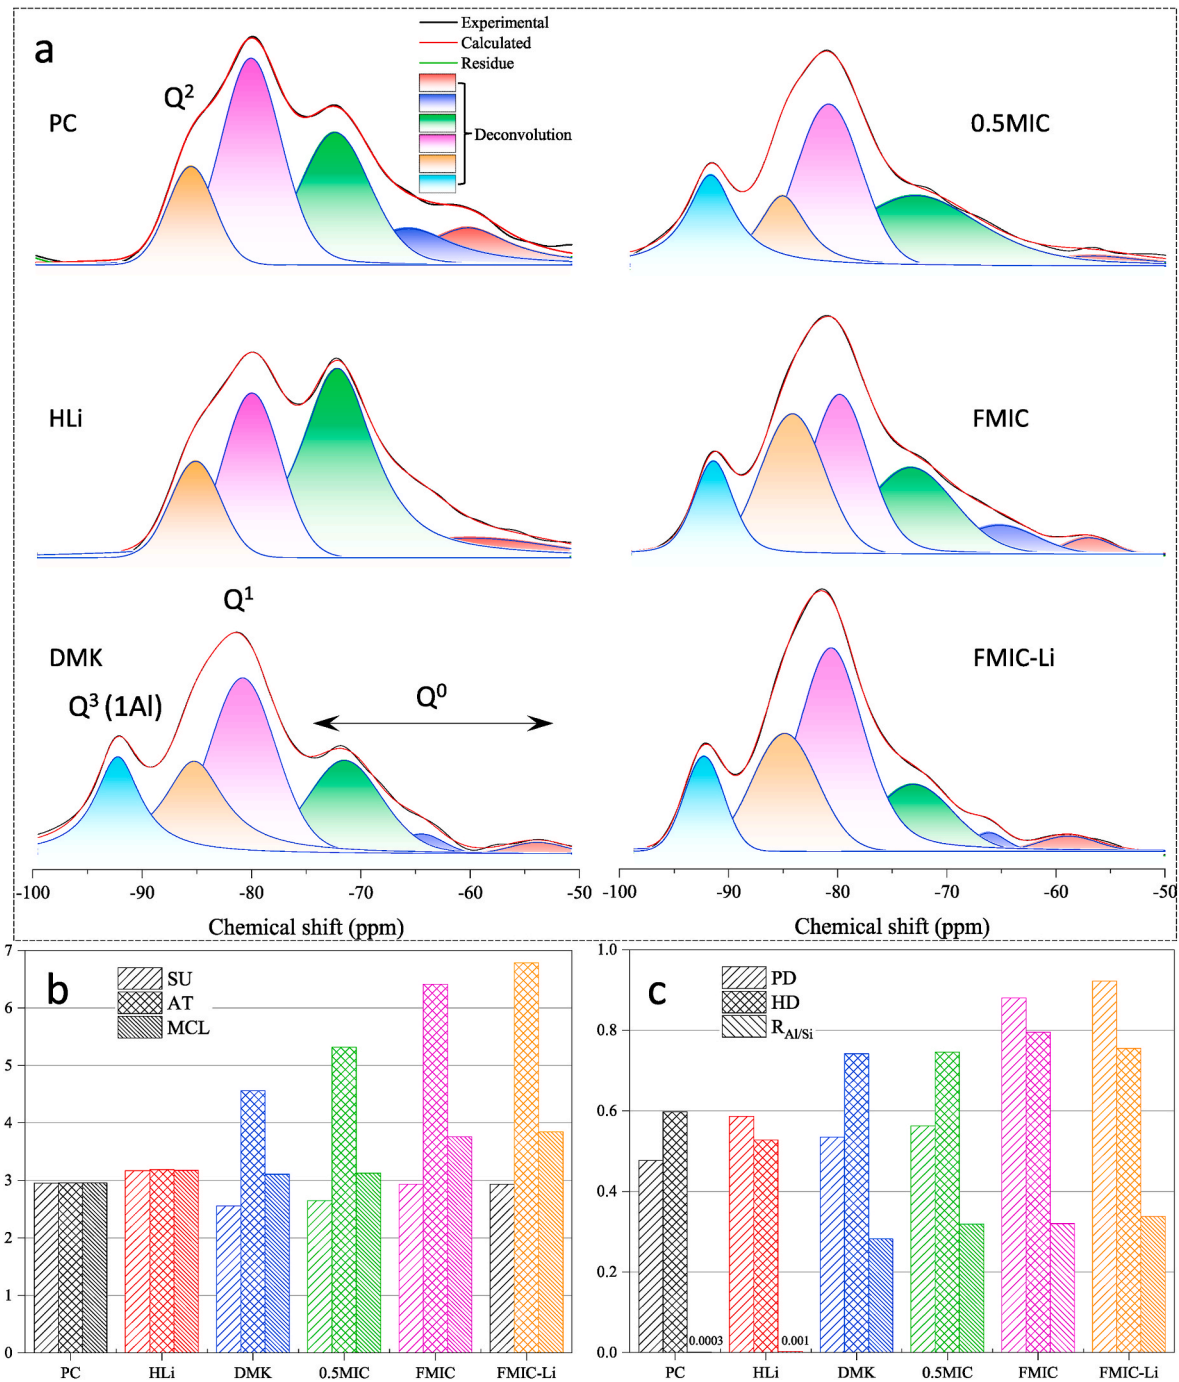 a
Experimental
Calculated
Residue
Deconvolution
PC
Q²
0.5MIC
HLi
FMIC
DMK
Q¹
Q³ (1Al)
Q⁰
FMIC-Li
-100 -90 -80 -70 -60 -50
Chemical shift (ppm)
-100 -90 -80 -70 -60 -50
Chemical shift (ppm)
b
SU
AT
MCL
7
6
5
4
3
2
1
0
PC HLi DMK 0.5MIC FMIC FMIC-Li
c
PD
HD
R_Al/Si
1.0
0.8
0.6
0.4
0.2
0.0
0.0003
0.001
PC HLi DMK 0.5MIC FMIC FMIC-Li